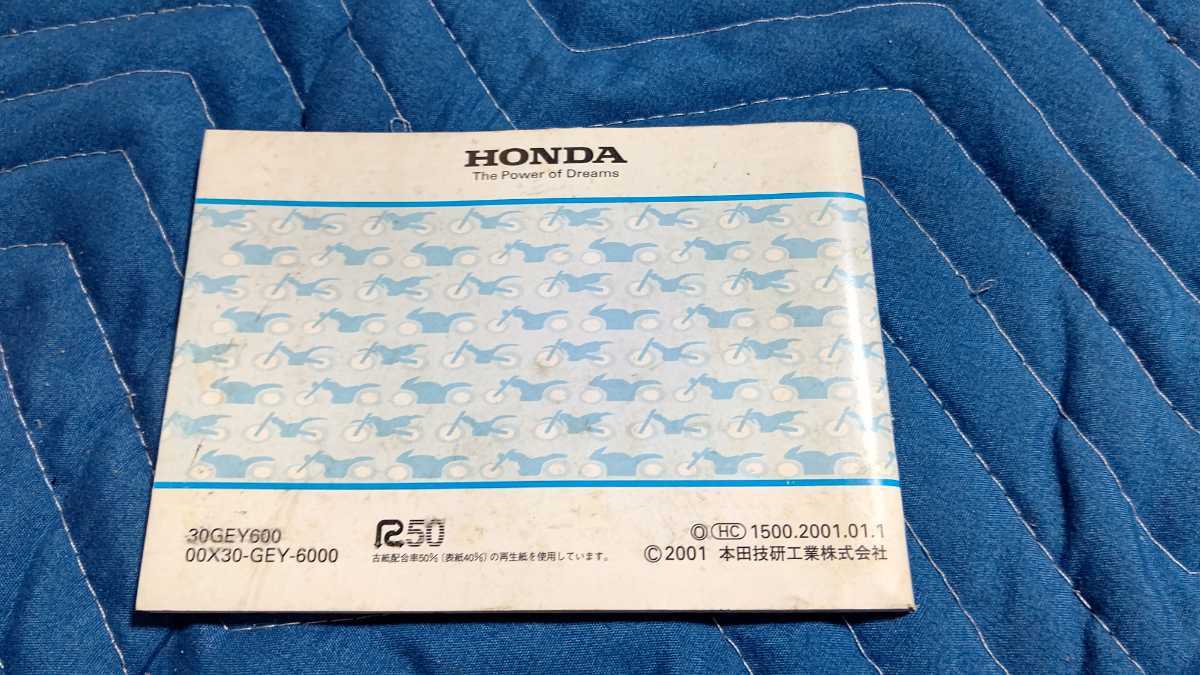 HONDA
The Power of Dreams
30GEY600
00X30-GEY-6000
R50
古紙配合率50%(表紙40%)の再生紙を使用しています。
Ⓞ HC 1500.2001.01.1
©2001 本田技研工業株式会社